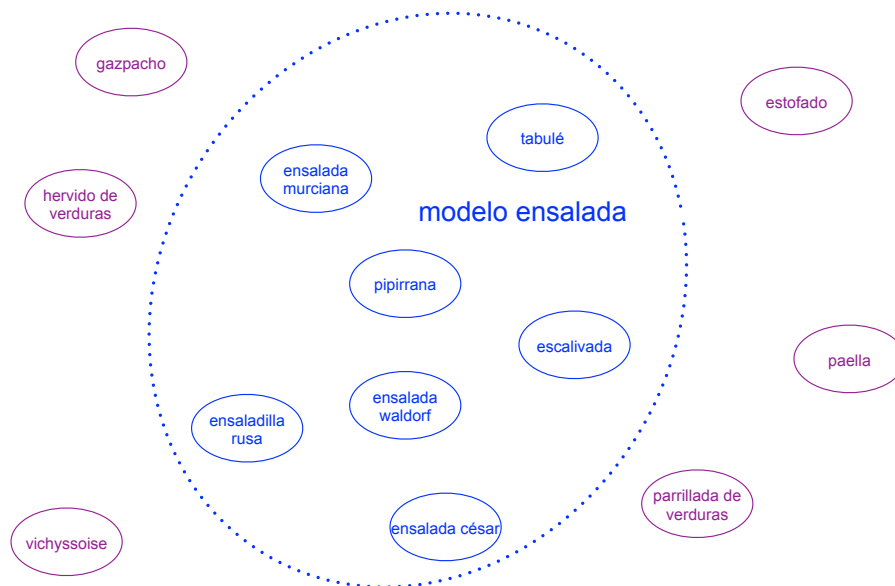 gazpacho
estofado
tabulé
ensalada
murciana
hervido de
verduras
modelo ensalada
pipirrana
escalivada
paella
ensalada
waldorf
ensaladilla
rusa
parrillada de
verduras
ensalada césar
vichyssoise